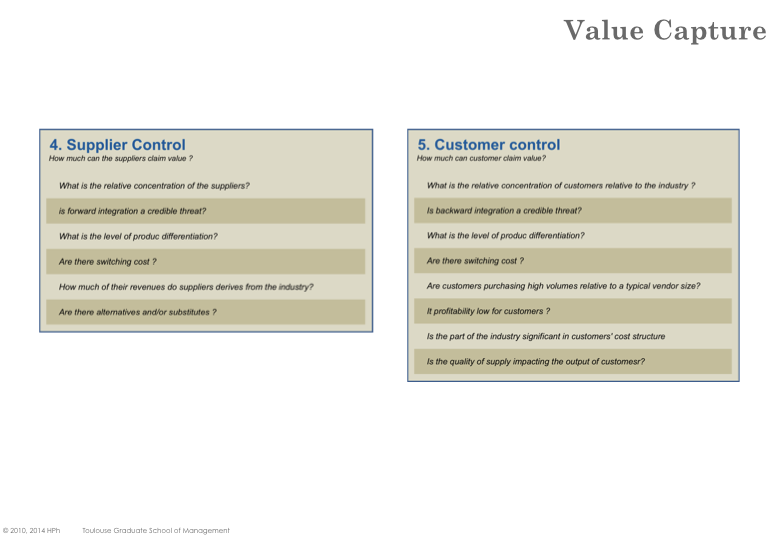 Value Capture
4. Supplier Control
How much can the suppliers claim value ?
What is the relative concentration of the suppliers?
is forward integration a credible threat?
What is the level of produc differentiation?
Are there switching cost ?
How much of their revenues do suppliers derives from the industry?
Are there alternatives and/or substitutes ?
5. Customer control
How much can customer claim value?
What is the relative concentration of customers relative to the industry ?
Is backward integration a credible threat?
What is the level of produc differentiation?
Are there switching cost ?
Are customers purchasing high volumes relative to a typical vendor size?
It profitability low for customers ?
Is the part of the industry significant in customers' cost structure
Is the quality of supply impacting the output of customesr?
© 2010, 2014 HPh Toulouse Graduate School of Management